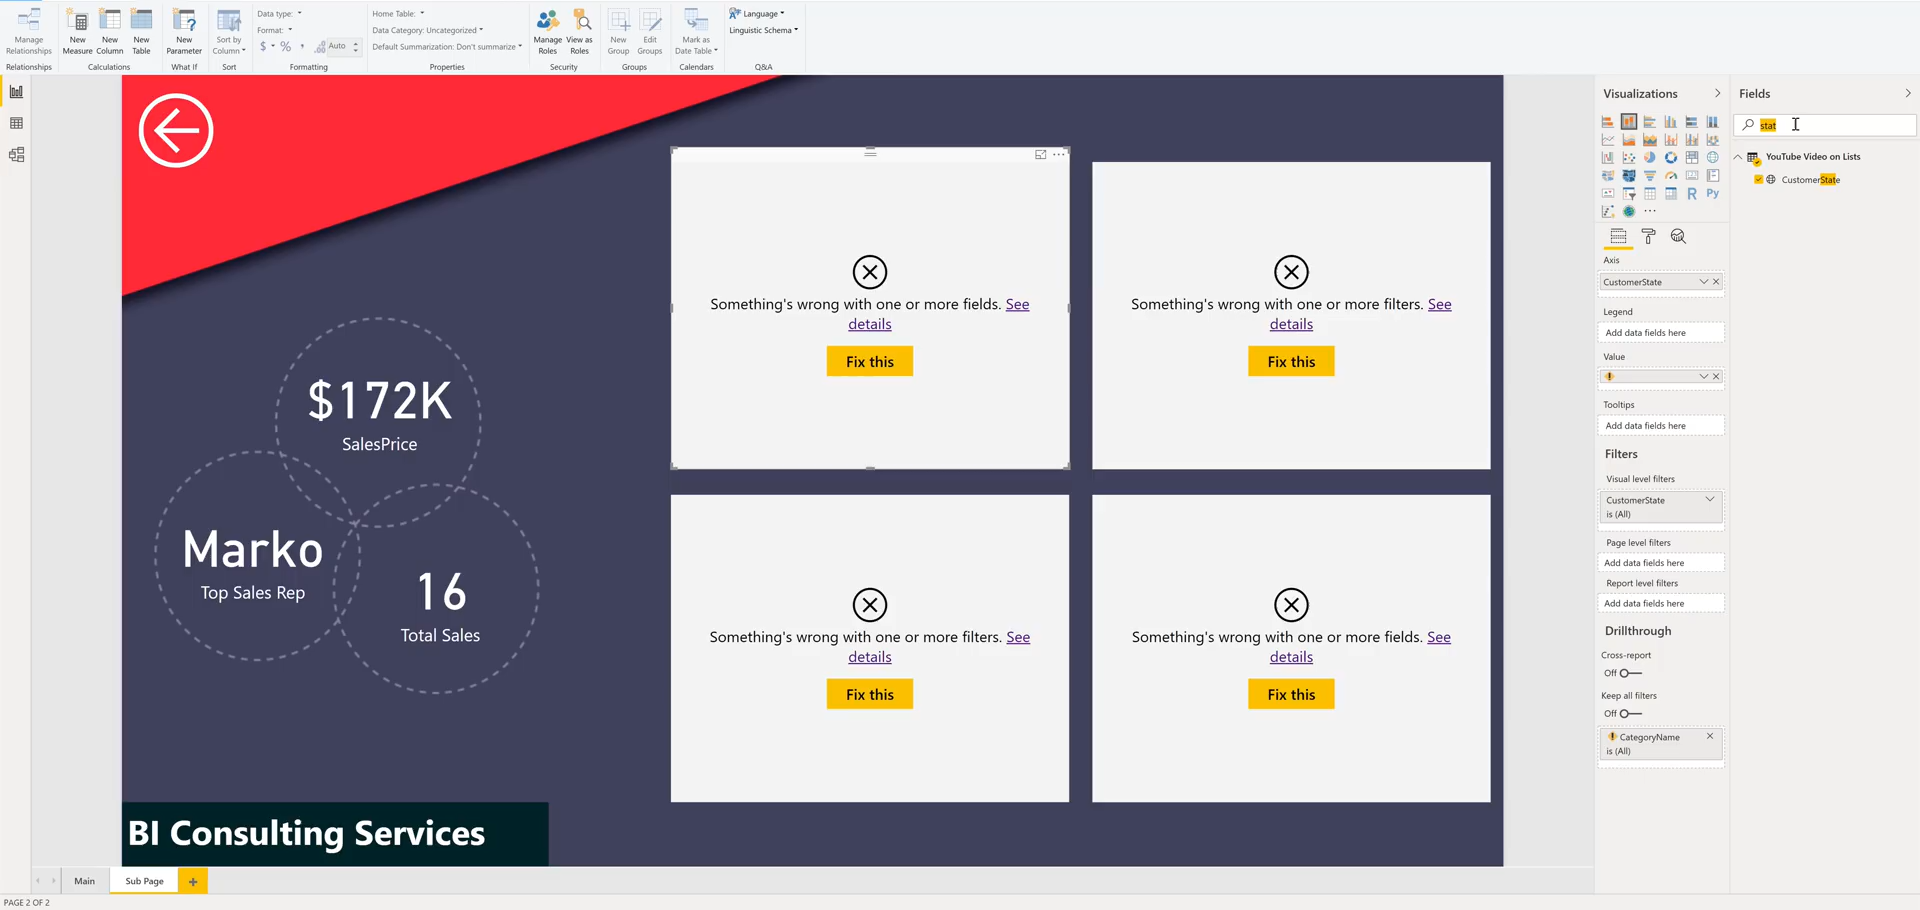 Manage
Relationships
New
Measure
New
Column
New
Table
New
Parameter
Sort by
Column
Data type:
Format:
$ % , Auto
Home Table:
Data Category: Uncategorized
Default Summarization: Don't summarize
Manage
Roles
View as
Roles
New
Group
Edit
Groups
Mark as
Date Table
Language
Linguistic Schema
Relationships
Calculations
What If
Sort
Formatting
Properties
Security
Groups
Calendars
Q&A
$172K
SalesPrice
Marko
Top Sales Rep
16
Total Sales
BI Consulting Services
Something's wrong with one or more fields. See
details
Fix this
Something's wrong with one or more filters. See
details
Fix this
Something's wrong with one or more filters. See
details
Fix this
Something's wrong with one or more fields. See
details
Fix this
Visualizations
R Py
Axis
CustomerState
Legend
Add data fields here
Value
Tooltips
Add data fields here
Filters
Visual level filters
CustomerState
is (All)
Page level filters
Add data fields here
Report level filters
Add data fields here
Drillthrough
Cross-report
Off
Keep all filters
Off
CategoryName
is (All)
Fields
stat
YouTube Video on Lists
CustomerState
Main
Sub Page
PAGE 2 OF 2